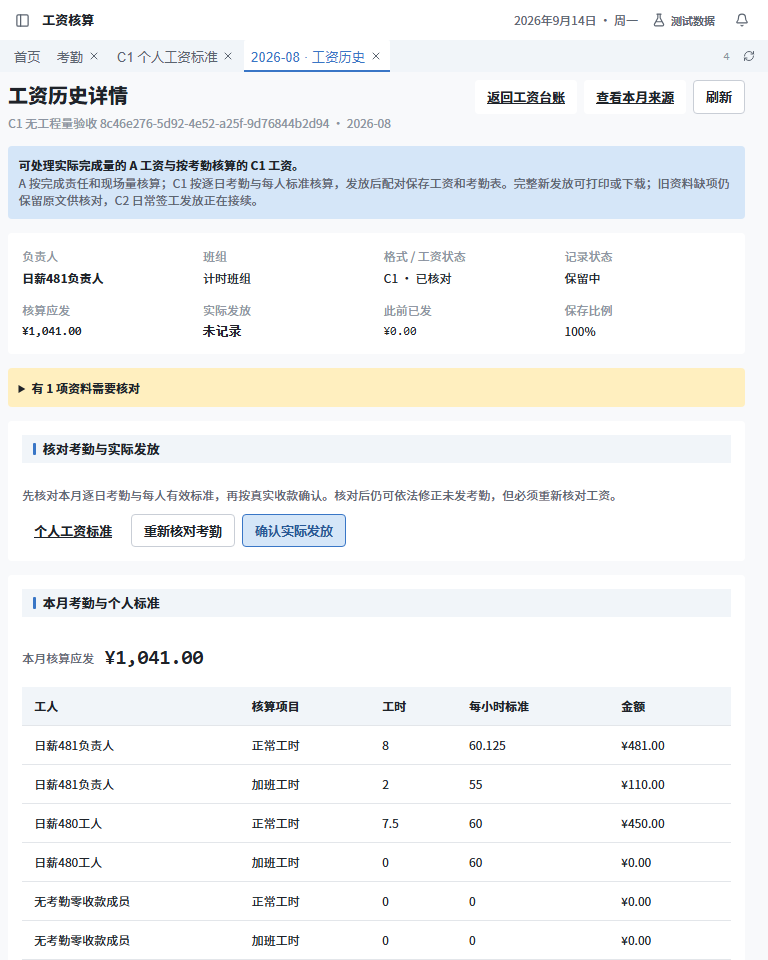 工资核算
2026年9月14日 • 周一 测试数据
首页 考勤 × C1 个人工资标准 × 2026-08 · 工资历史 × 4
工资历史详情
返回工资台账 查看本月来源 刷新
C1 无工程量验收 8c46e276-5d92-4e52-a25f-9d76844b2d94 • 2026-08
可处理实际完成量的 A 工资与按考勤核算的 C1 工资。
A 按完成责任和现场量核算；C1 按逐日考勤与每人标准核算，发放后配对保存工资和考勤表。完整新发放可打印或下载；旧资料缺项仍
保留原文供核对，C2 日常签工发放正在接续。
负责人 班组 格式 / 工资状态 记录状态
日薪481负责人 计时班组 C1 • 已核对 保留中
核算应发 实际发放 此前已发 保存比例
¥1,041.00 未记录 ¥0.00 100%
▶ 有 1 项资料需要核对
核对考勤与实际发放
先核对本月逐日考勤与每人有效标准，再按真实收款确认。核对后仍可依法修正未发考勤，但必须重新核对工资。
个人工资标准 重新核对考勤 确认实际发放
本月考勤与个人标准
本月核算应发 ¥1,041.00
工人 核算项目 工时 每小时标准 金额
日薪481负责人 正常工时 8 60.125 ¥481.00
日薪481负责人 加班工时 2 55 ¥110.00
日薪480工人 正常工时 7.5 60 ¥450.00
日薪480工人 加班工时 0 60 ¥0.00
无考勤零收款成员 正常工时 0 0 ¥0.00
无考勤零收款成员 加班工时 0 0 ¥0.00